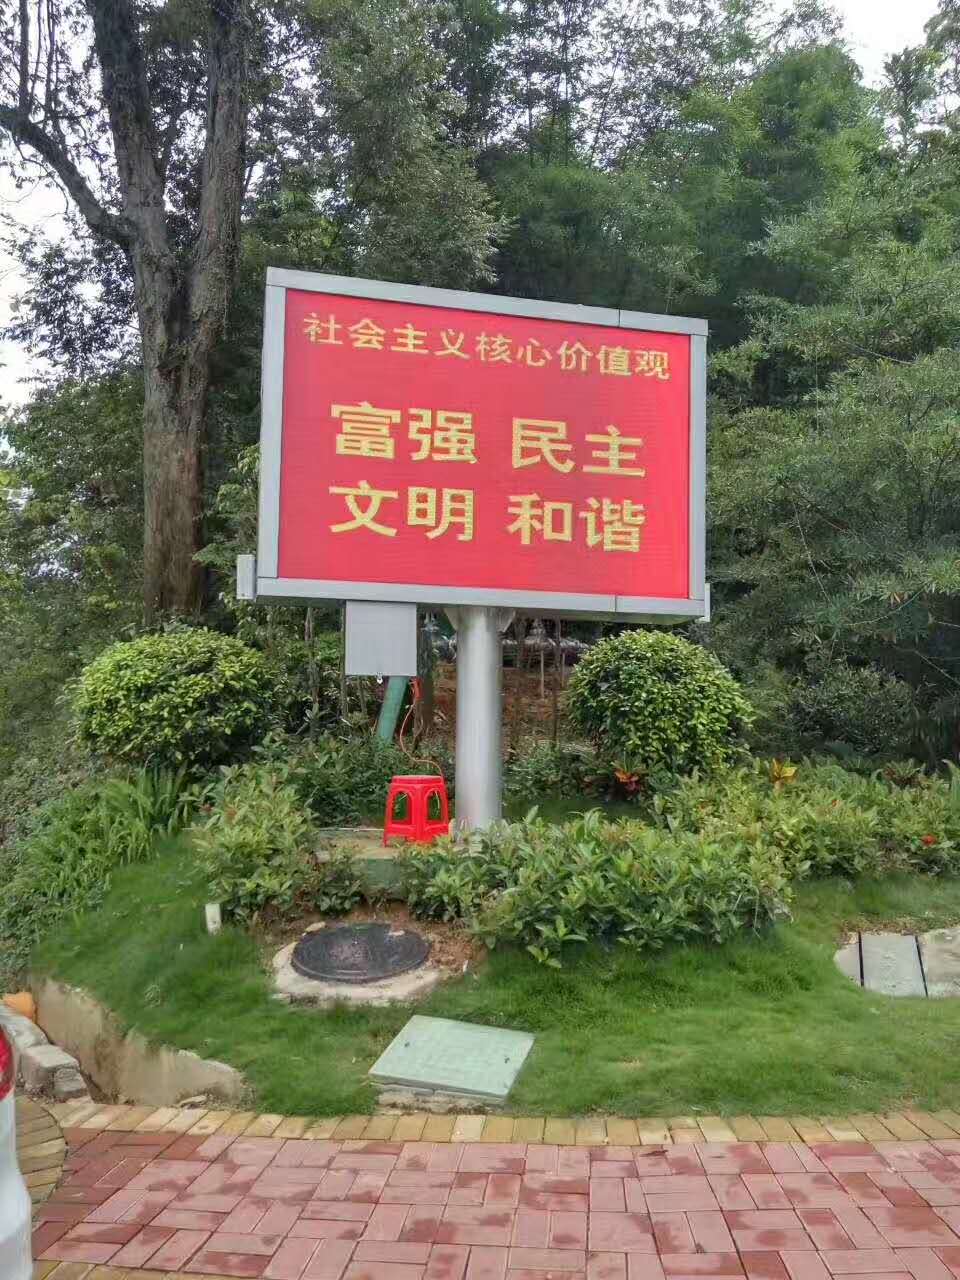 社会主义核心价值观
富强 民主
文明 和谐